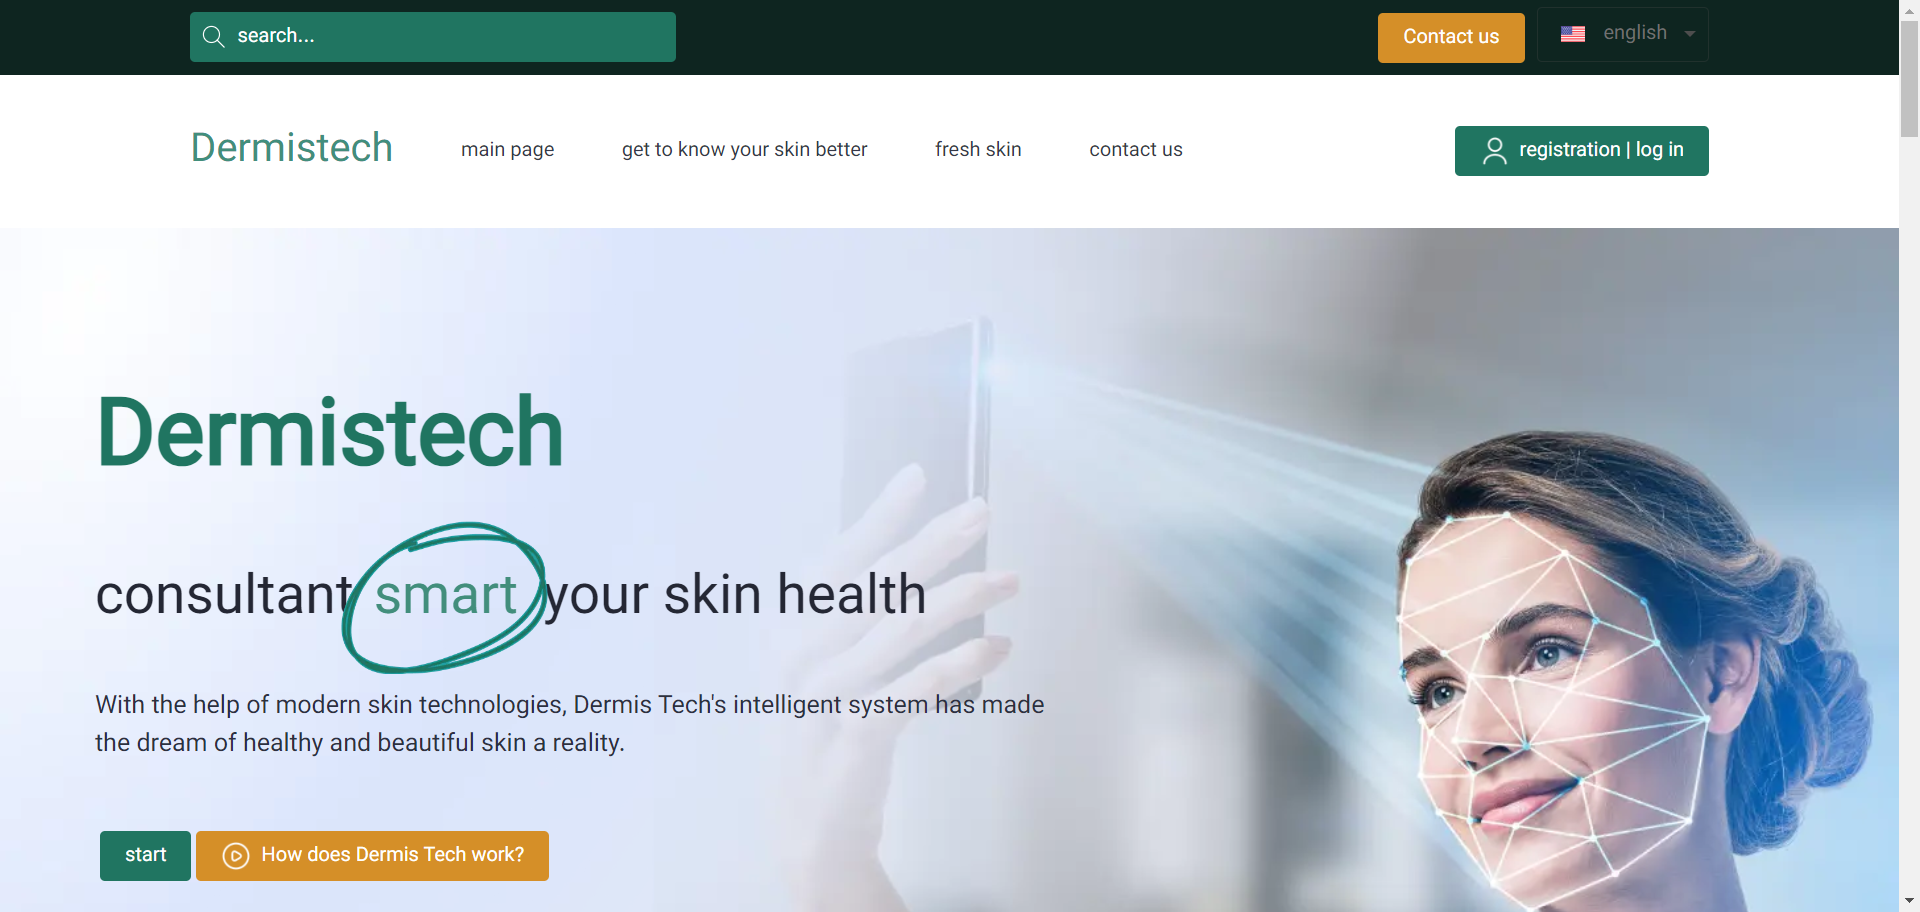 search...
Contact us
english
Dermistech
main page
get to know your skin better
fresh skin
contact us
registration | log in
Dermistech
consultant smart your skin health
With the help of modern skin technologies, Dermis Tech's intelligent system has made
the dream of healthy and beautiful skin a reality.
start
How does Dermis Tech work?